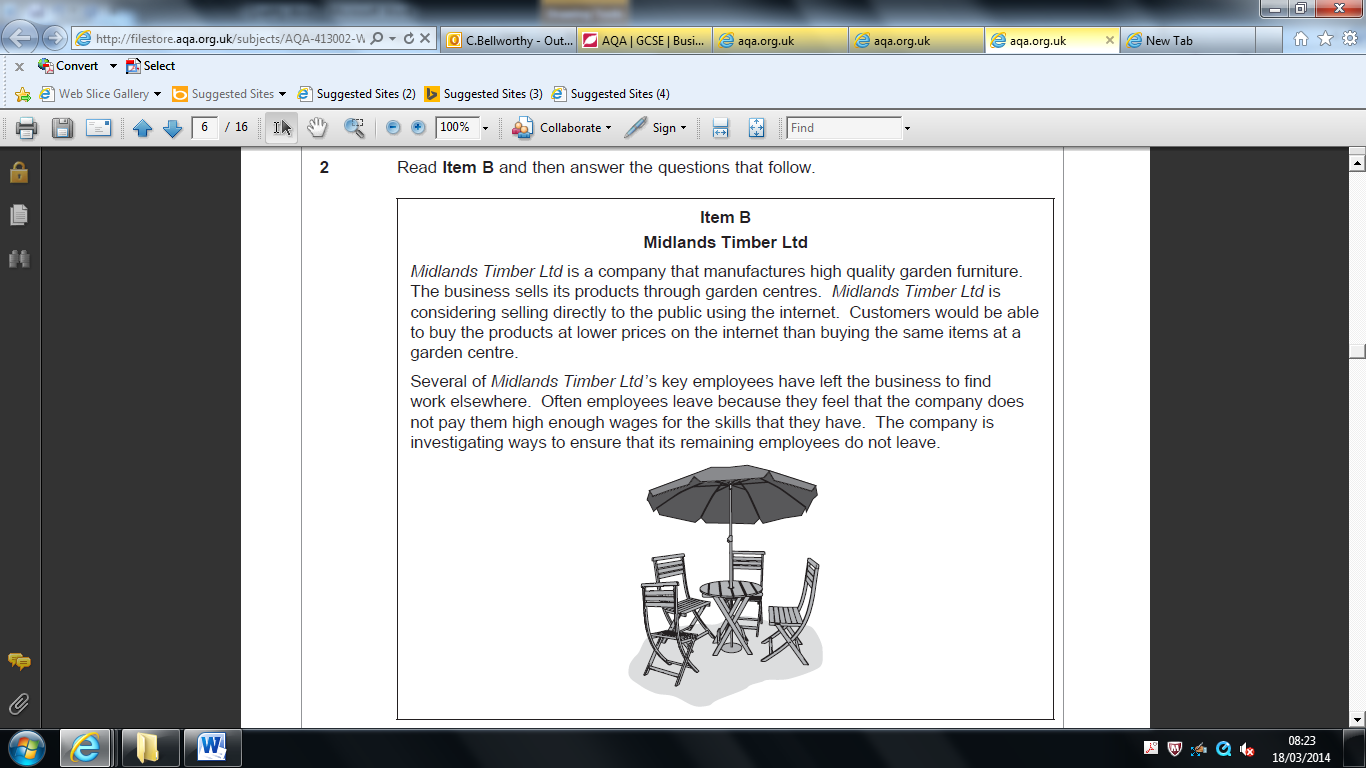 http://filestore.aqa.org.uk/subjects/AQA-413002-W
C.Bellworthy - Out...
AQA | GCSE | Busi...
aqa.org.uk
aqa.org.uk
aqa.org.uk
New Tab
x Convert Select
Web Slice Gallery
Suggested Sites
Suggested Sites (2)
Suggested Sites (3)
Suggested Sites (4)
6 / 16
100%
Collaborate
Sign
Find
2 Read Item B and then answer the questions that follow.
Item B
Midlands Timber Ltd
Midlands Timber Ltd is a company that manufactures high quality garden furniture.
The business sells its products through garden centres. Midlands Timber Ltd is
considering selling directly to the public using the internet. Customers would be able
to buy the products at lower prices on the internet than buying the same items at a
garden centre.
Several of Midlands Timber Ltd's key employees have left the business to find
work elsewhere. Often employees leave because they feel that the company does
not pay them high enough wages for the skills that they have. The company is
investigating ways to ensure that its remaining employees do not leave.
08:23
18/03/2014